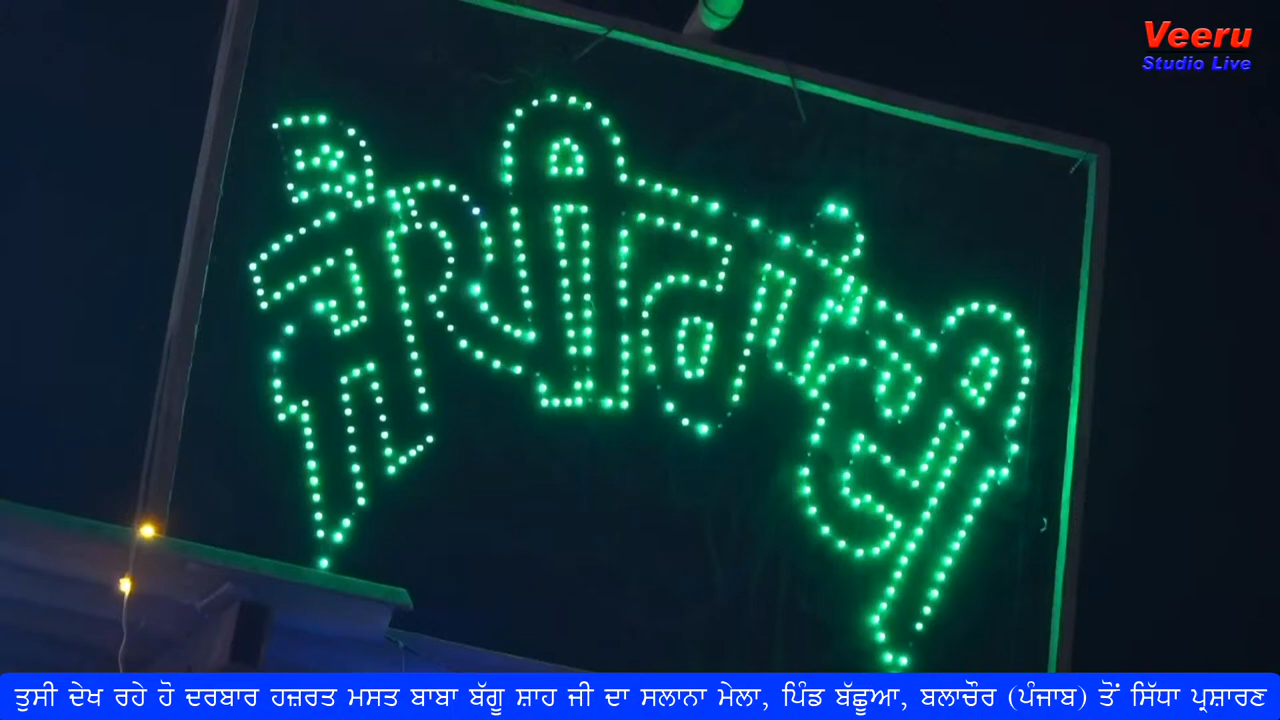 Veeru
Studio Live
ਤੁਸੀ ਦੇਖ ਰਹੇ ਹੋ ਦਰਬਾਰ ਹਜ਼ਰਤ ਮਸਤ ਬਾਬਾ ਬੱਗੂ ਸ਼ਾਹ ਜੀ ਦਾ ਸਲਾਨਾ ਮੇਲਾ, ਪਿੰਡ ਬੱਛੂਆ, ਬਲਾਚੌਰ (ਪੰਜਾਬ) ਤੋਂ ਸਿੱਧਾ ਪ੍ਰਸ਼ਾਰਣ